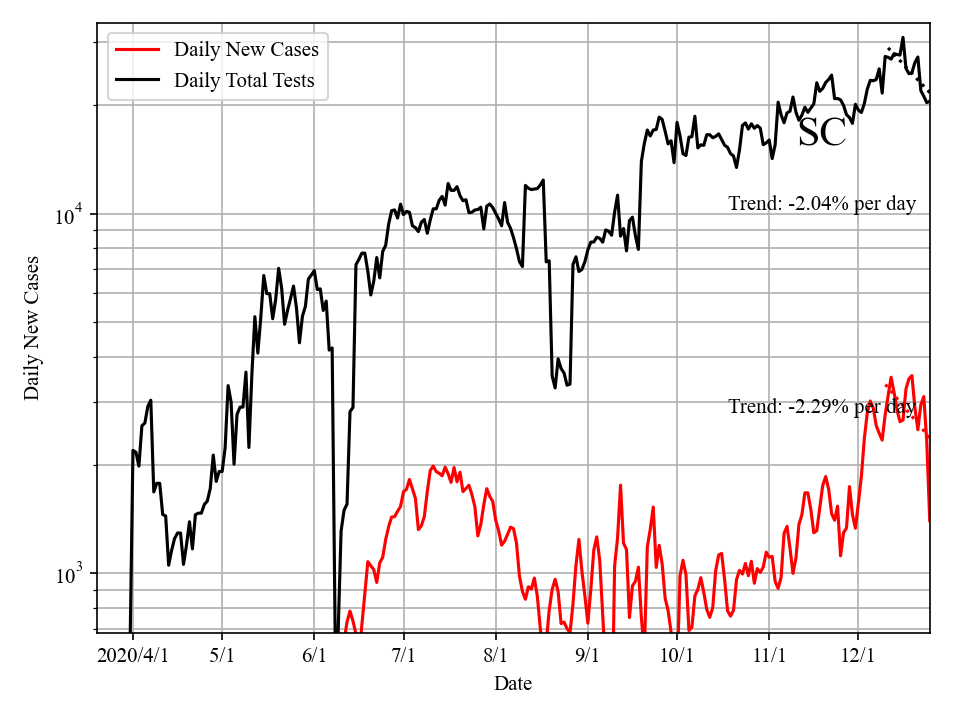 Daily New Cases
Daily Total Tests
SC
Trend: -2.04% per day
Trend: -2.29% per day
10^4
10^3
Daily New Cases
2020/4/1 5/1 6/1 7/1 8/1 9/1 10/1 11/1 12/1
Date